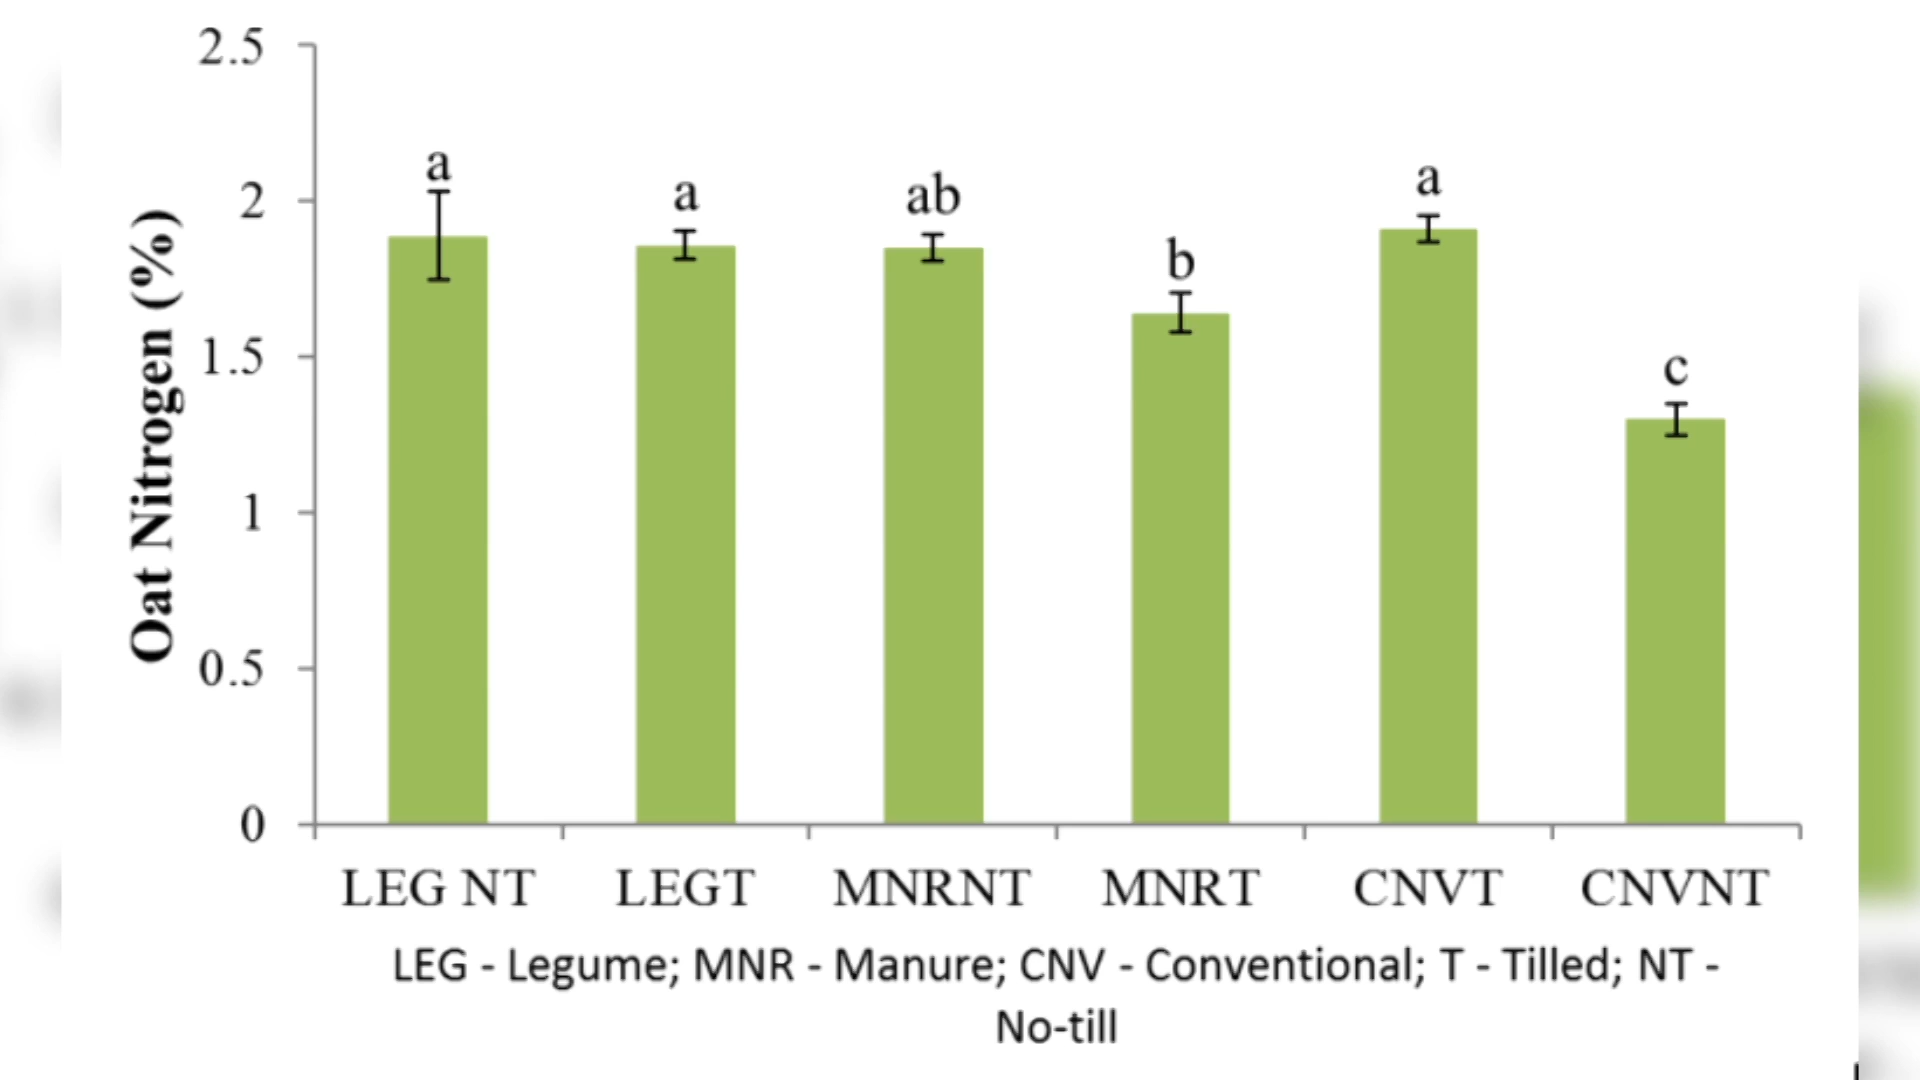 2.5
2
1.5
1
0.5
0
Oat Nitrogen (%)
a
a
ab
b
a
c
LEG NT
LEGT
MNRNT
MNRT
CNVT
CNVNT
LEG - Legume; MNR - Manure; CNV - Conventional; T - Tilled; NT -
No-till